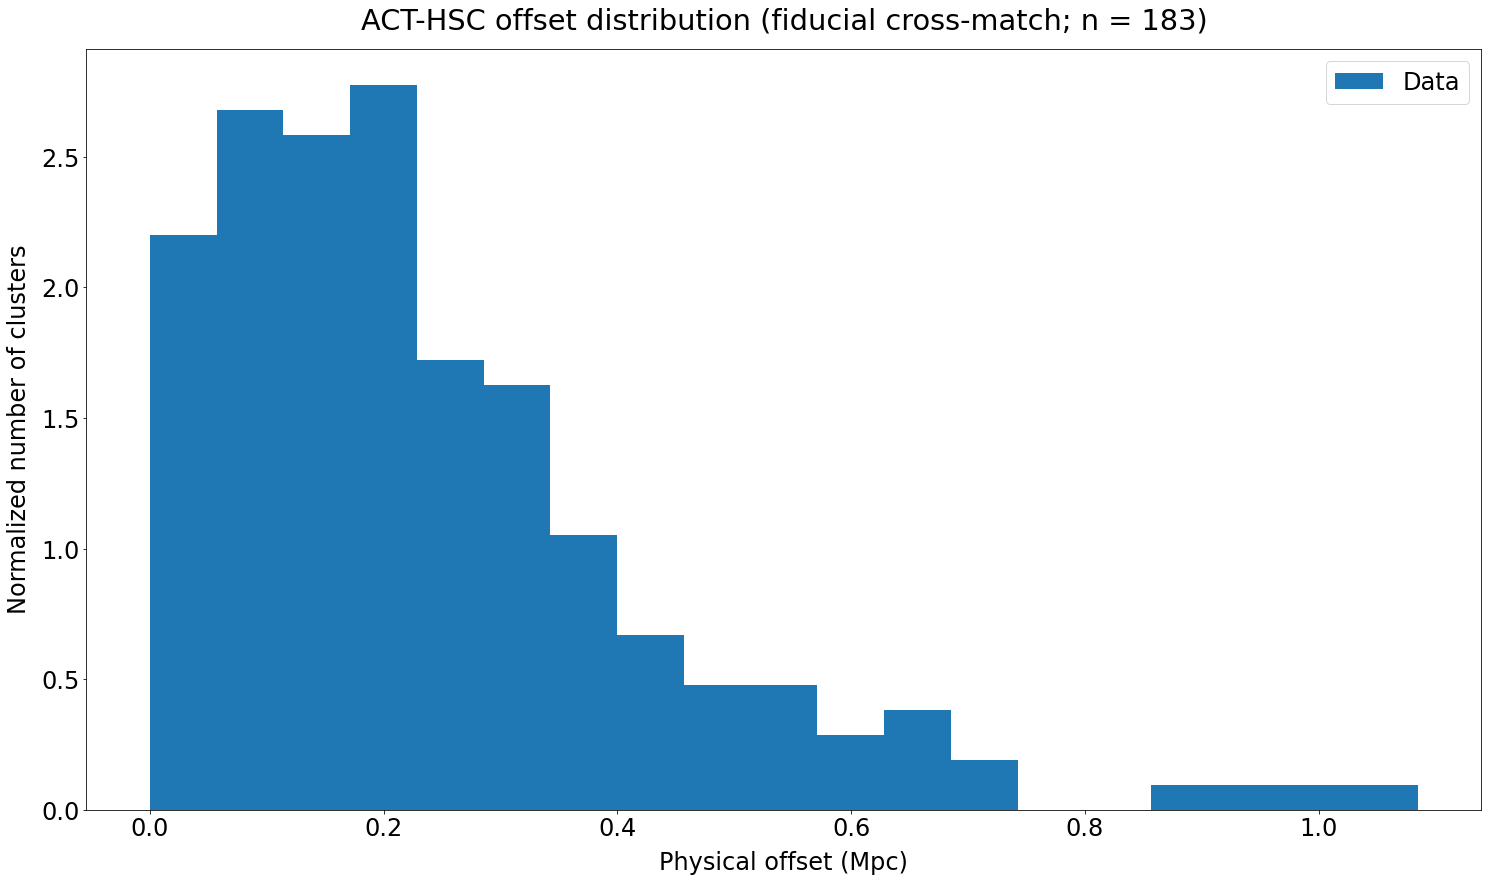 ACT-HSC offset distribution (fiducial cross-match; n = 183)
Data
Normalized number of clusters
2.5
2.0
1.5
1.0
0.5
0.0
0.0 0.2 0.4 0.6 0.8 1.0
Physical offset (Mpc)